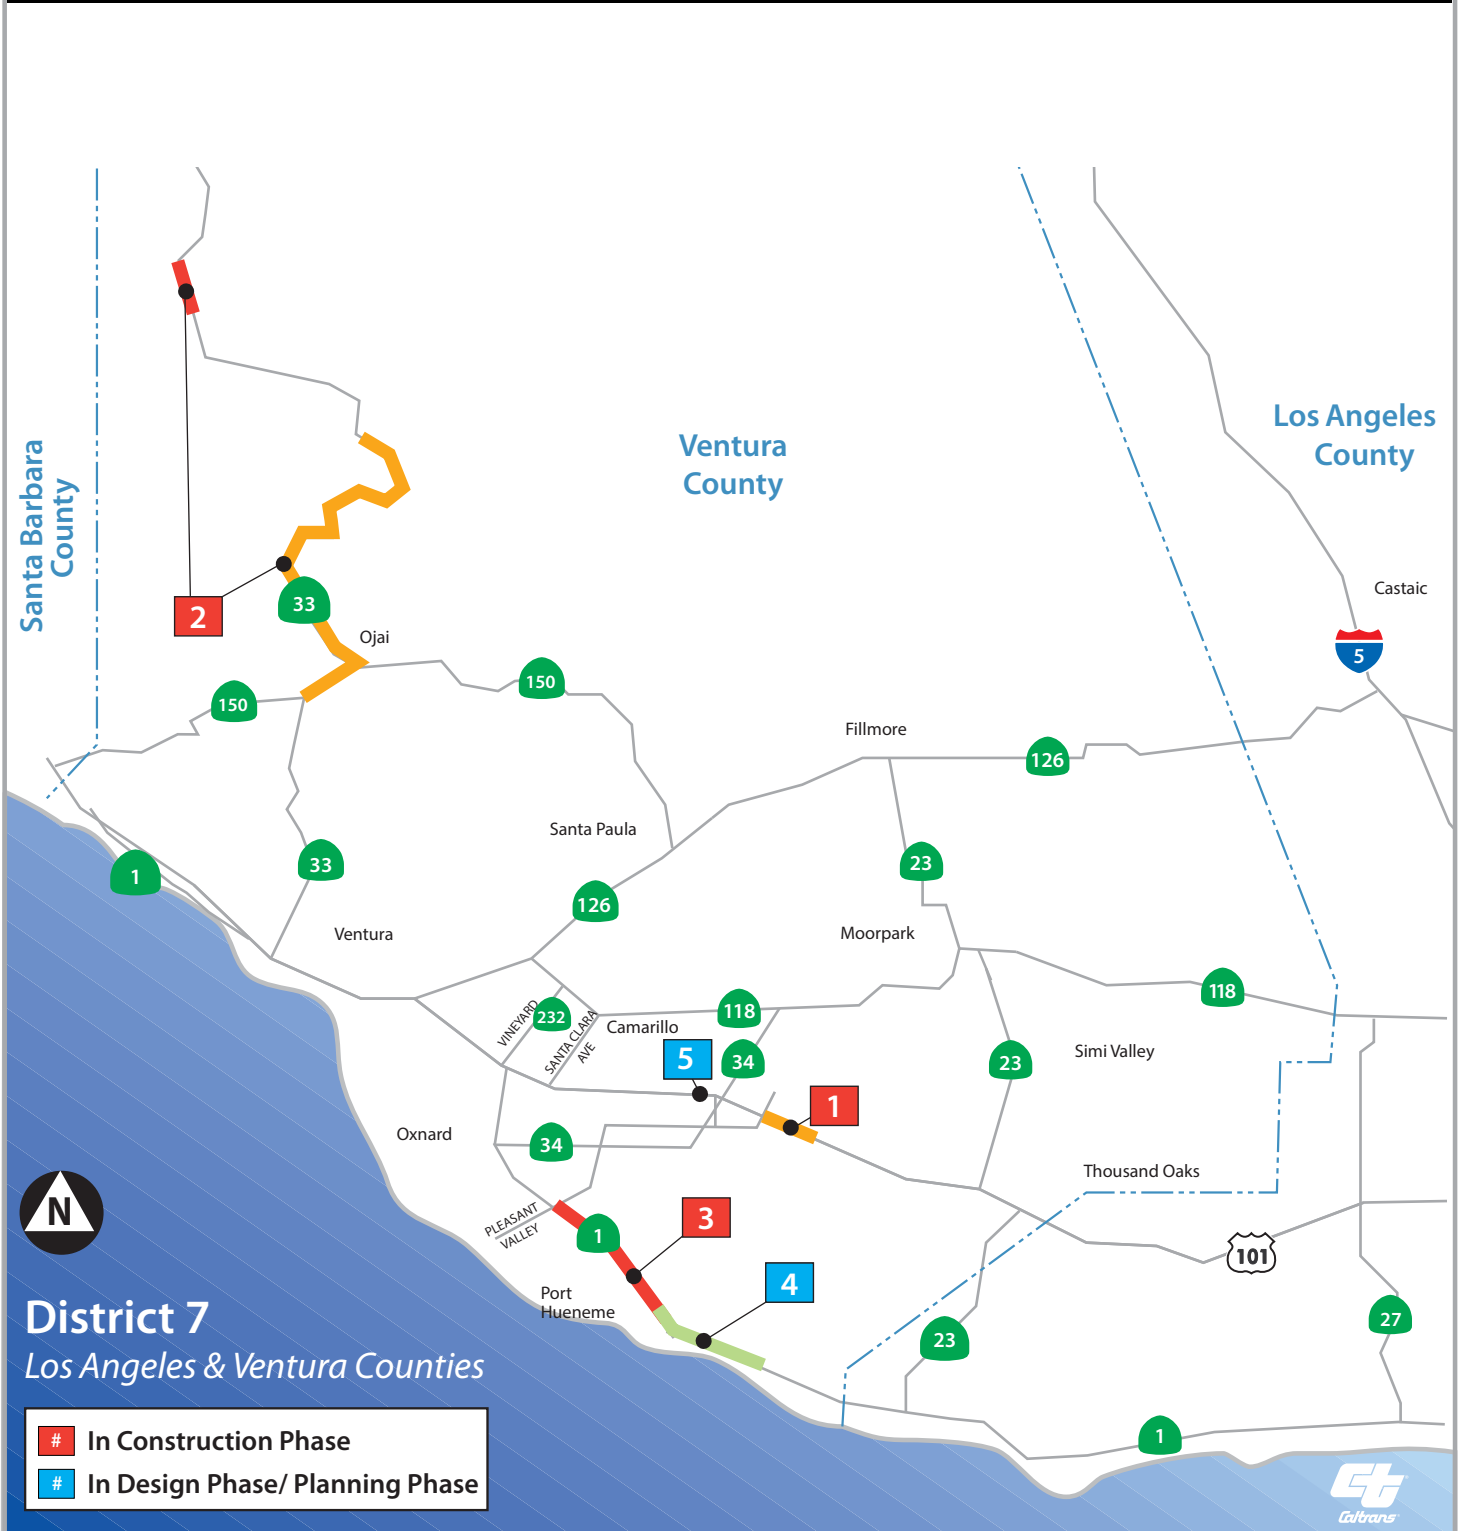 Santa Barbara
County
Ventura
County
Los Angeles
County
Castaic
5
2
33
Ojai
150
150
Fillmore
126
Santa Paula
1
33
23
126
Ventura
Moorpark
118
VINEYARD
232
SANTA CLARA
AVE
Camarillo
118
5
34
23
Simi Valley
1
Oxnard
34
Thousand Oaks
PLEASANT
VALLEY
1
3
101
4
Port
Hueneme
27
23
N
District 7
Los Angeles & Ventura Counties
# In Construction Phase
# In Design Phase/ Planning Phase
1
Caltrans